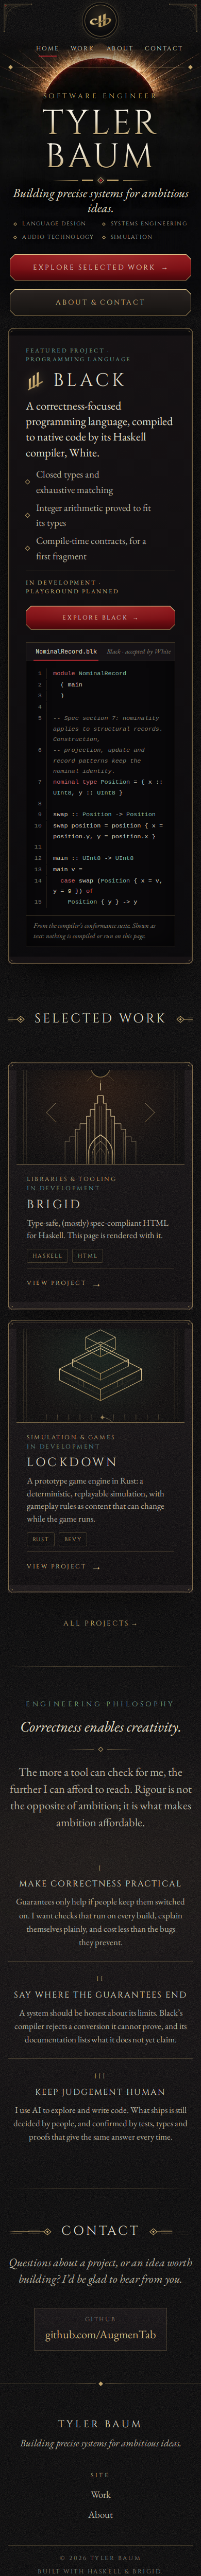 HOME WORK ABOUT CONTACT
SOFTWARE ENGINEER
TYLER
BAUM
Building precise systems for ambitious
ideas.
LANGUAGE DESIGN
SYSTEMS ENGINEERING
AUDIO TECHNOLOGY
SIMULATION
EXPLORE SELECTED WORK →
ABOUT & CONTACT
FEATURED PROJECT ·
PROGRAMMING LANGUAGE
BLACK
A correctness-focused
programming language, compiled
to native code by its Haskell
compiler, White.
Closed types and
exhaustive matching
Integer arithmetic proved to fit
its types
Compile-time contracts, for a
first fragment
IN DEVELOPMENT ·
PLAYGROUND PLANNED
EXPLORE BLACK →
NominalRecord.blk Black · accepted by White
1 module NominalRecord
2 ( main
3 )
4
5 -- Spec section 7: nominality
applies to structural records.
Construction,
6 -- projection, update and
record patterns keep the
nominal identity.
7 nominal type Position = { x ::
UInt8, y :: UInt8 }
8
9 swap :: Position -> Position
10 swap position = position { x =
position.y, y = position.x }
11
12 main :: UInt8 -> UInt8
13 main v =
14 case swap (Position { x = v,
y = 9 }) of
15 Position { y } -> y
From the compiler's conformance suite. Shown as
text: nothing is compiled or run on this page.
SELECTED WORK
LIBRARIES & TOOLING
IN DEVELOPMENT
BRIGID
Type-safe, (mostly) spec-compliant HTML
for Haskell. This page is rendered with it.
HASKELL HTML
VIEW PROJECT →
SIMULATION & GAMES
IN DEVELOPMENT
LOCKDOWN
A prototype game engine in Rust: a
deterministic, replayable simulation, with
gameplay rules as content that can change
while the game runs.
RUST BEVY
VIEW PROJECT →
ALL PROJECTS →
ENGINEERING PHILOSOPHY
Correctness enables creativity.
The more a tool can check for me, the
further I can afford to reach. Rigour is not
the opposite of ambition; it is what makes
ambition affordable.
I
MAKE CORRECTNESS PRACTICAL
Guarantees only help if people keep them switched
on. I want checks that run on every build, explain
themselves plainly, and cost less than the bugs
they prevent.
II
SAY WHERE THE GUARANTEES END
A system should be honest about its limits. Black's
compiler rejects a conversion it cannot prove, and its
documentation lists what it does not yet claim.
III
KEEP JUDGEMENT HUMAN
I use AI to explore and write code. What ships is still
decided by people, and confirmed by tests, types and
proofs that give the same answer every time.
CONTACT
Questions about a project, or an idea worth
building? I'd be glad to hear from you.
GITHUB
github.com/AugmenTab
TYLER BAUM
Building precise systems for ambitious ideas.
SITE
Work
About
© 2026 TYLER BAUM
BUILT WITH HASKELL & BRIGID